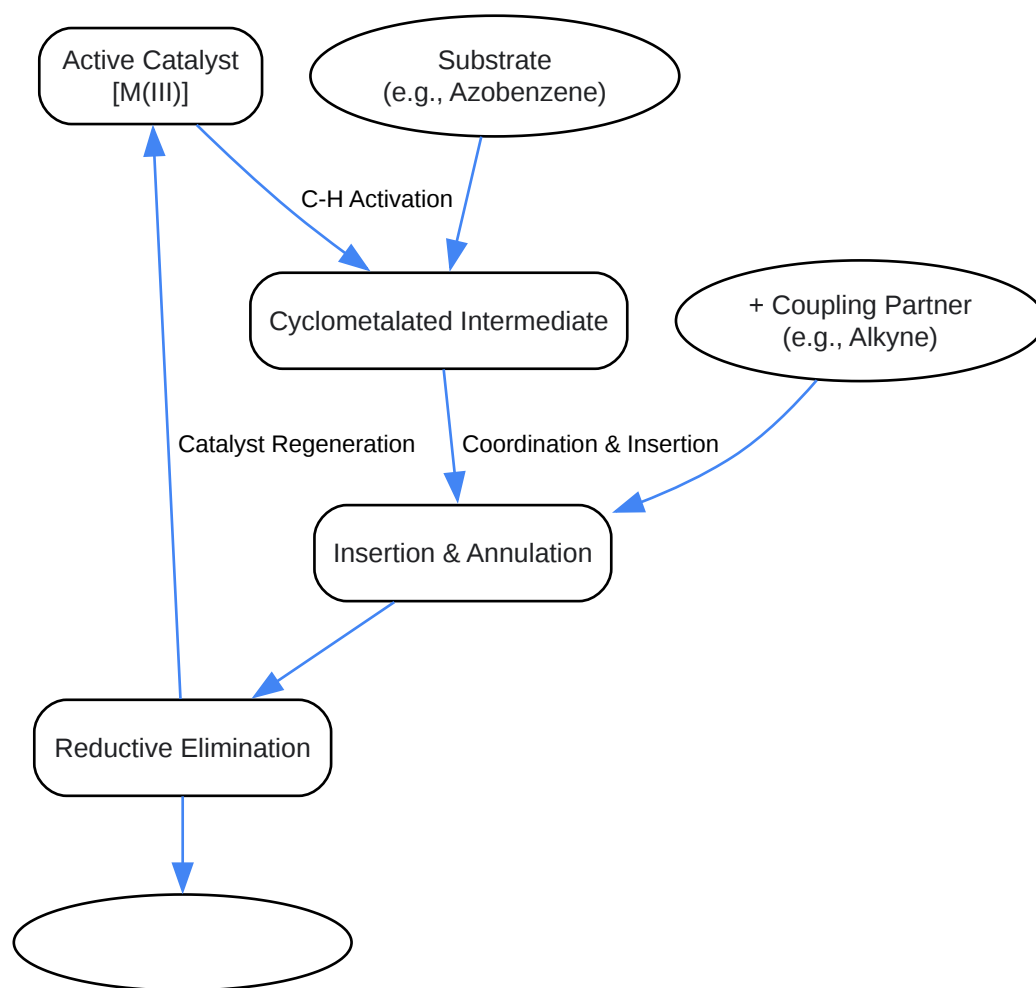 Active Catalyst
[M(III)]
Substrate
(e.g., Azobenzene)
C-H Activation
Cyclometalated Intermediate
+ Coupling Partner
(e.g., Alkyne)
Catalyst Regeneration
Coordination & Insertion
Insertion & Annulation
Reductive Elimination